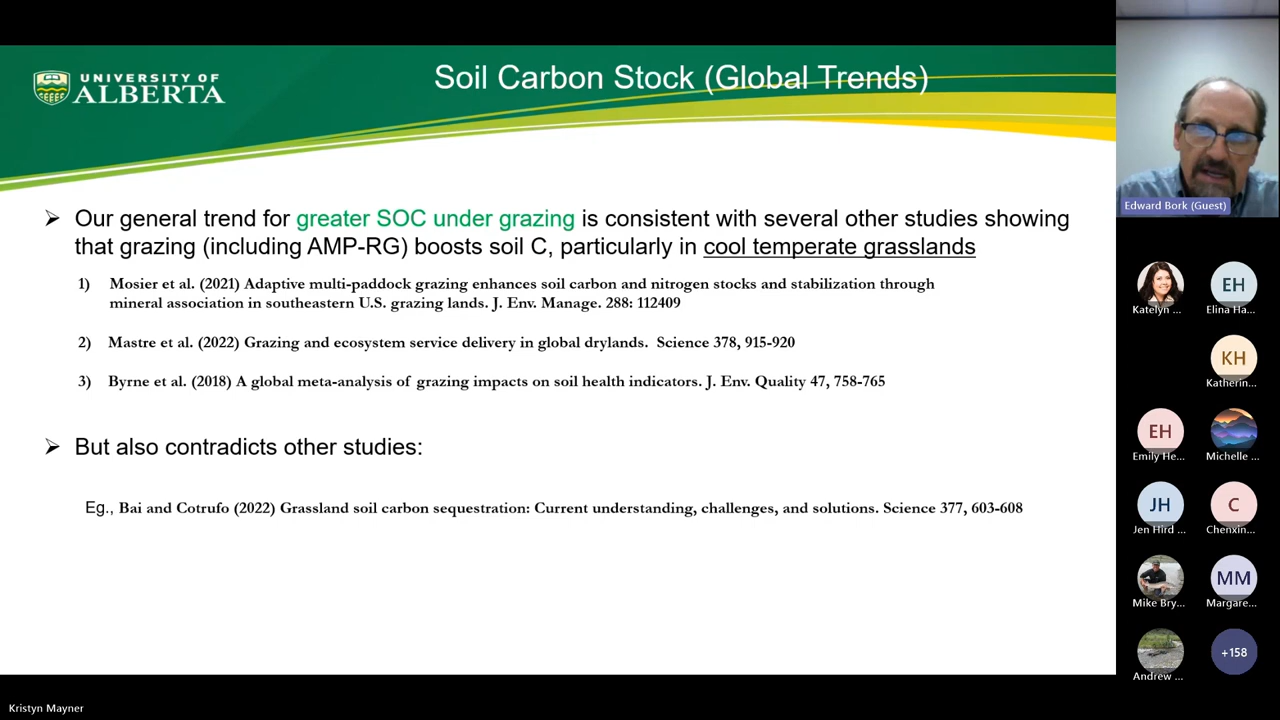 UNIVERSITY OF
ALBERTA
Soil Carbon Stock (Global Trends)
➢ Our general trend for greater SOC under grazing is consistent with several other studies showing
that grazing (including AMP-RG) boosts soil C, particularly in cool temperate grasslands
1) Mosier et al. (2021) Adaptive multi-paddock grazing enhances soil carbon and nitrogen stocks and stabilization through
mineral association in southeastern U.S. grazing lands. J. Env. Manage. 288: 112409
2) Mastre et al. (2022) Grazing and ecosystem service delivery in global drylands. Science 378, 915-920
3) Byrne et al. (2018) A global meta-analysis of grazing impacts on soil health indicators. J. Env. Quality 47, 758-765
➢ But also contradicts other studies:
Eg., Bai and Cotrufo (2022) Grassland soil carbon sequestration: Current understanding, challenges, and solutions. Science 377, 603-608
Edward Bork (Guest)
Katelyn ...
EH
Elina Ha...
KH
Katherin...
EH
Emily He...
Michelle ...
JH
Jen Hird ...
C
Chenxin...
Mike Bry...
MM
Margare...
Andrew ...
+158
Kristyn Mayner